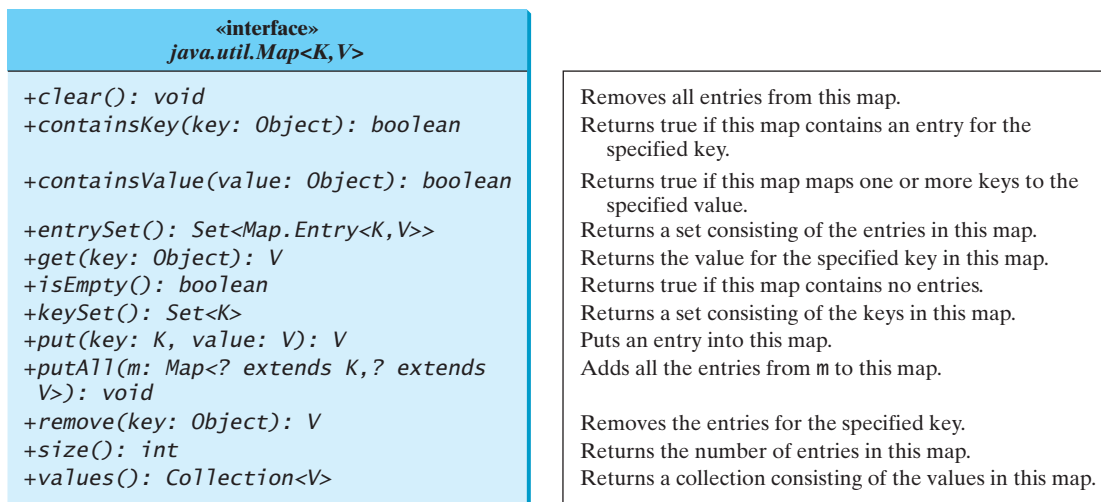 «interface»
java.util.Map<K,V>
+clear(): void
Removes all entries from this map.
+containsKey(key: Object): boolean
Returns true if this map contains an entry for the
specified key.
+containsValue(value: Object): boolean
Returns true if this map maps one or more keys to the
specified value.
+entrySet(): Set<Map.Entry<K,V>>
Returns a set consisting of the entries in this map.
+get(key: Object): V
Returns the value for the specified key in this map.
+isEmpty(): boolean
Returns true if this map contains no entries.
+keySet(): Set<K>
Returns a set consisting of the keys in this map.
+put(key: K, value: V): V
Puts an entry into this map.
+putAll(m: Map<? extends K,? extends
V>): void
Adds all the entries from m to this map.
+remove(key: Object): V
Removes the entries for the specified key.
+size(): int
Returns the number of entries in this map.
+values(): Collection<V>
Returns a collection consisting of the values in this map.